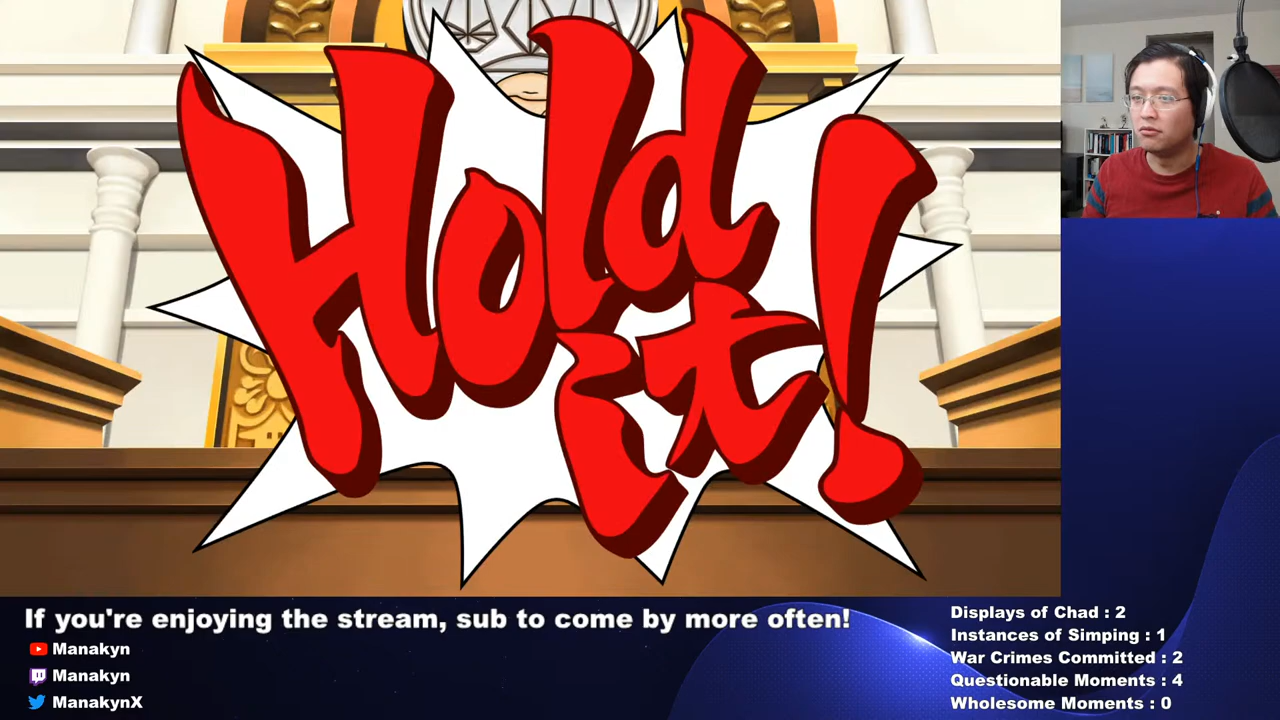 Hold
it!
If you're enjoying the stream, sub to come by more often!
Manakyn
Manakyn
ManakynX
Displays of Chad : 2
Instances of Simping : 1
War Crimes Committed : 2
Questionable Moments : 4
Wholesome Moments : 0